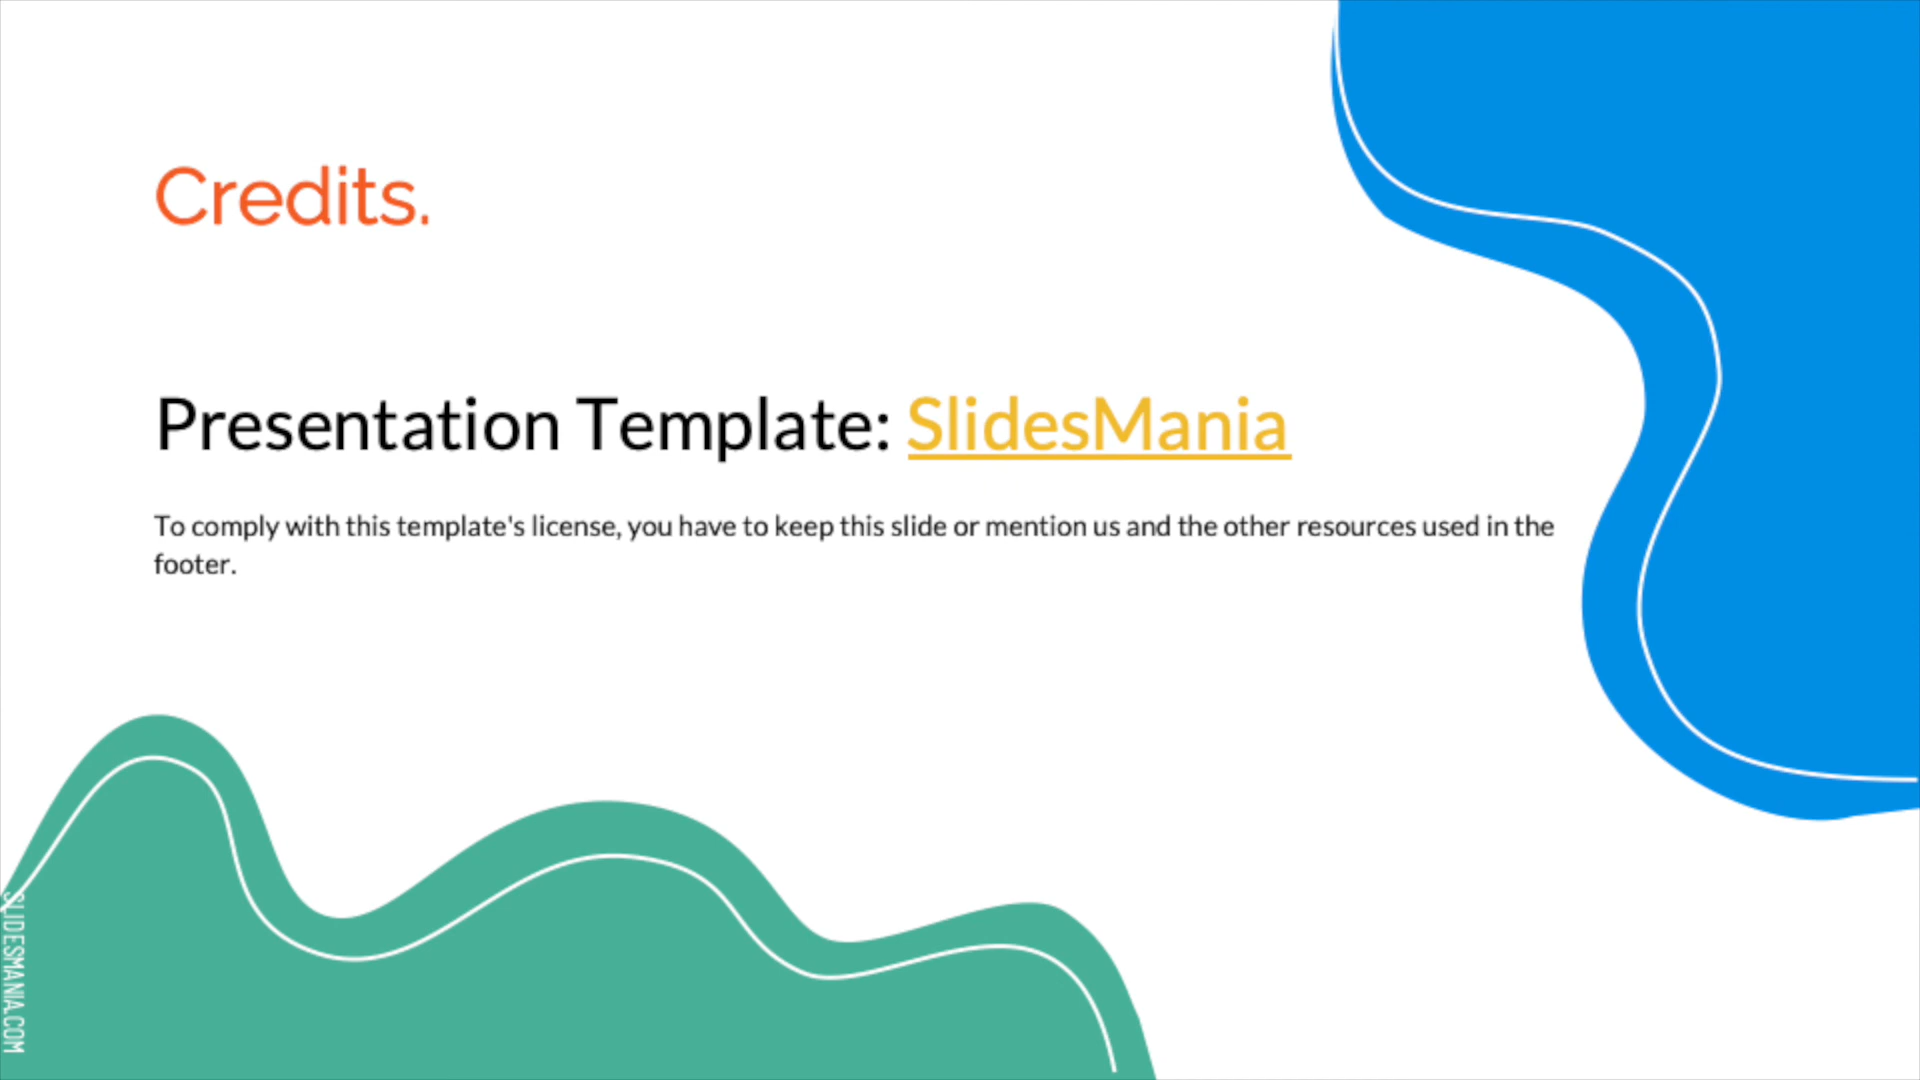 Credits.
Presentation Template: SlidesMania
To comply with this template's license, you have to keep this slide or mention us and the other resources used in the
footer.
SLIDESMANIA.COM